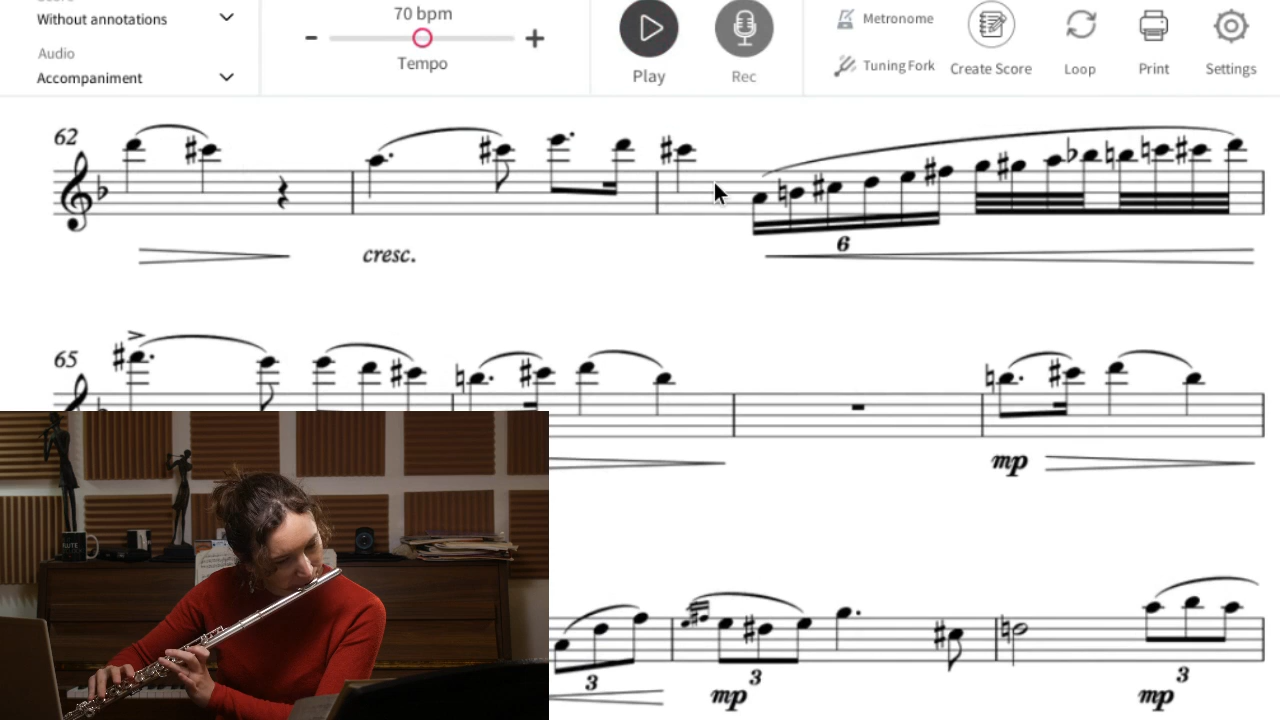 Without annotations
Audio
Accompaniment
70 bpm
Tempo
Play
Rec
Metronome
Tuning Fork
Create Score
Loop
Print
Settings
62
cresc.
6
65
mp
3
mp
3
mp
3